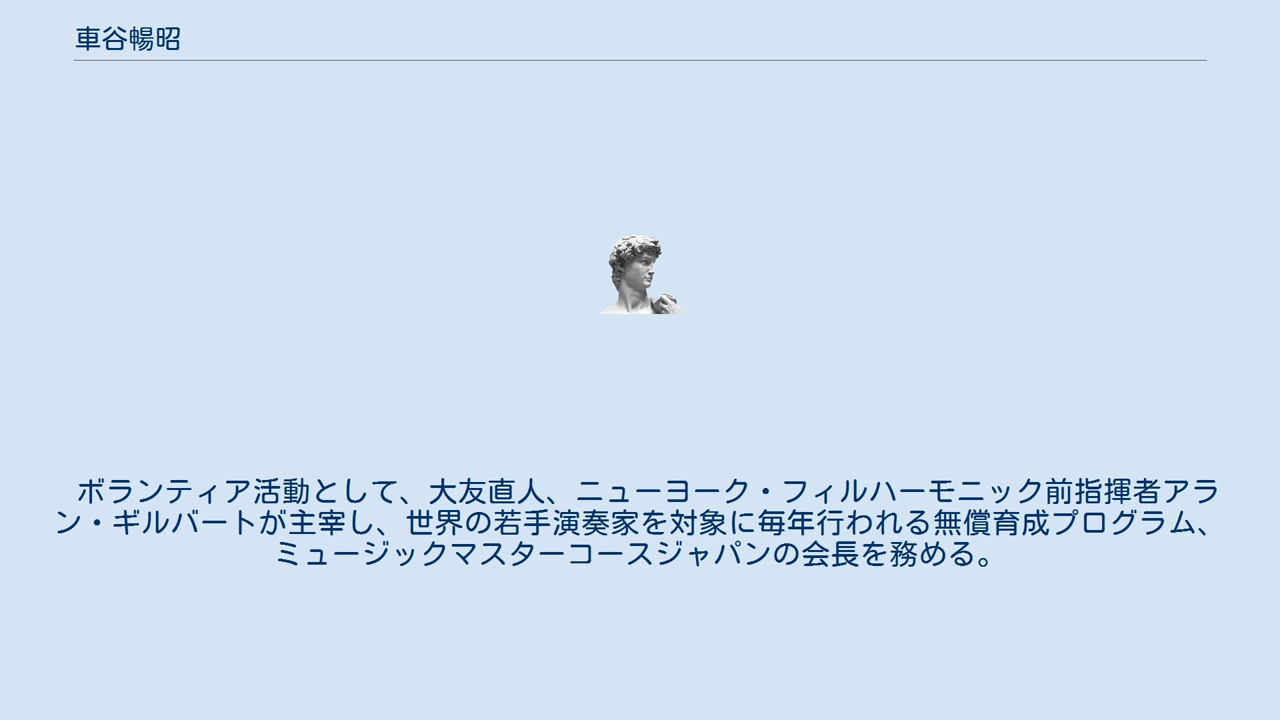 車谷暢昭
ボランティア活動として、大友直人、ニューヨーク・フィルハーモニック前指揮者アラ
ン・ギルバートが主宰し、世界の若手演奏家を対象に毎年行われる無償育成プログラム、
ミュージックマスターコースジャパンの会長を務める。